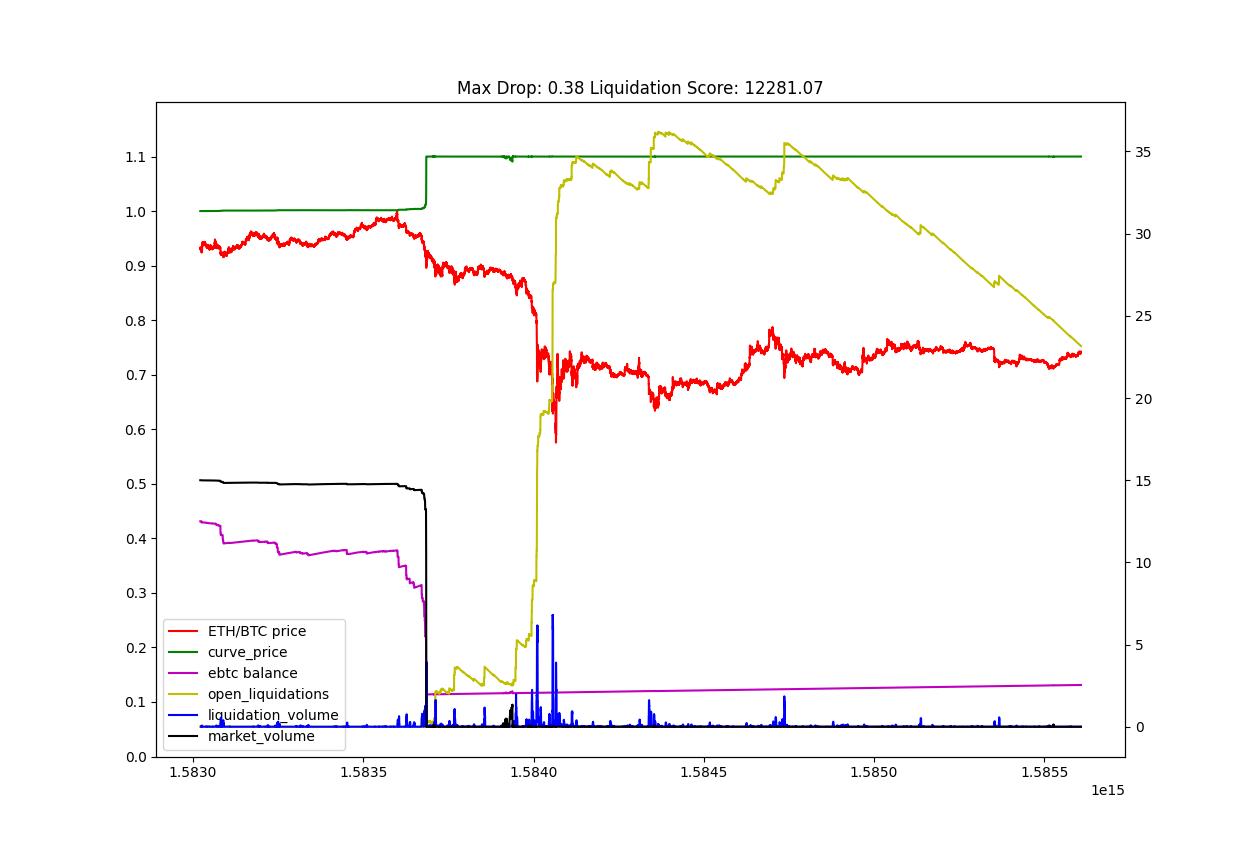 Max Drop: 0.38 Liquidation Score: 12281.07
1.1
1.0
0.9
0.8
0.7
0.6
0.5
0.4
0.3
0.2
0.1
0.0
35
30
25
20
15
10
5
0
ETH/BTC price
curve_price
ebtc balance
open_liquidations
liquidation_volume
market_volume
1.5830 1.5835 1.5840 1.5845 1.5850 1.5855
1e15